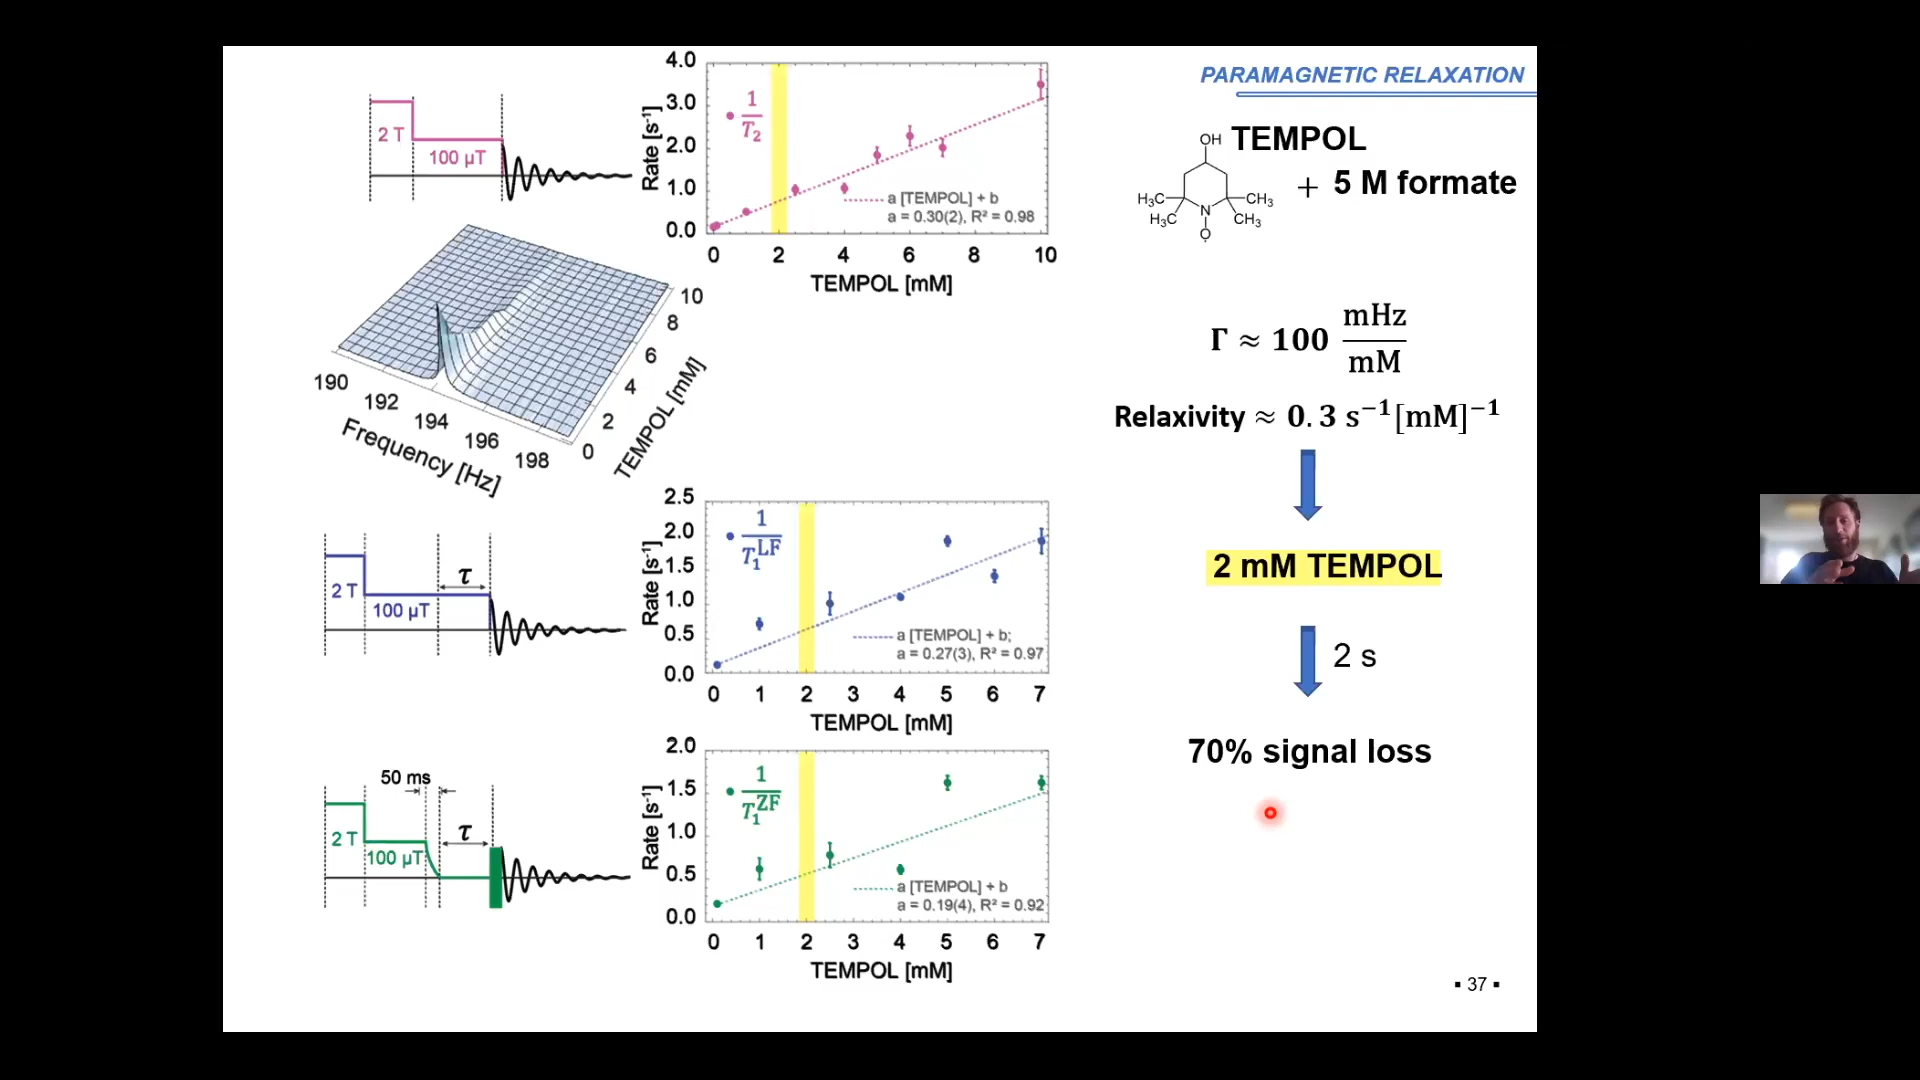 PARAMAGNETIC RELAXATION
TEMPOL
+ 5 M formate
OH
H₃C
CH₃
H₃C
N
CH₃
O
Γ ≈ 100 mHz/mM
Relaxivity ≈ 0.3 s⁻¹[mM]⁻¹
2 mM TEMPOL
2 s
70% signal loss
2 T
100 µT
4.0
3.0
2.0
1.0
0.0
Rate [s⁻¹]
1/T₂
a [TEMPOL] + b
a = 0.30(2), R² = 0.98
0 2 4 6 8 10
TEMPOL [mM]
190 192 194 196 198
Frequency [Hz]
0 2 4 6 8 10
TEMPOL [mM]
2 T
100 µT
τ
2.5
2.0
1.5
1.0
0.5
0.0
Rate [s⁻¹]
1/T₁ᴸᶠ
a [TEMPOL] + b;
a = 0.27(3), R² = 0.97
0 1 2 3 4 5 6 7
TEMPOL [mM]
50 ms
2 T
100 µT
τ
2.0
1.5
1.0
0.5
0.0
Rate [s⁻¹]
1/T₁ᶻᶠ
a [TEMPOL] + b
a = 0.19(4), R² = 0.92
0 1 2 3 4 5 6 7
TEMPOL [mM]
▪ 37 ▪